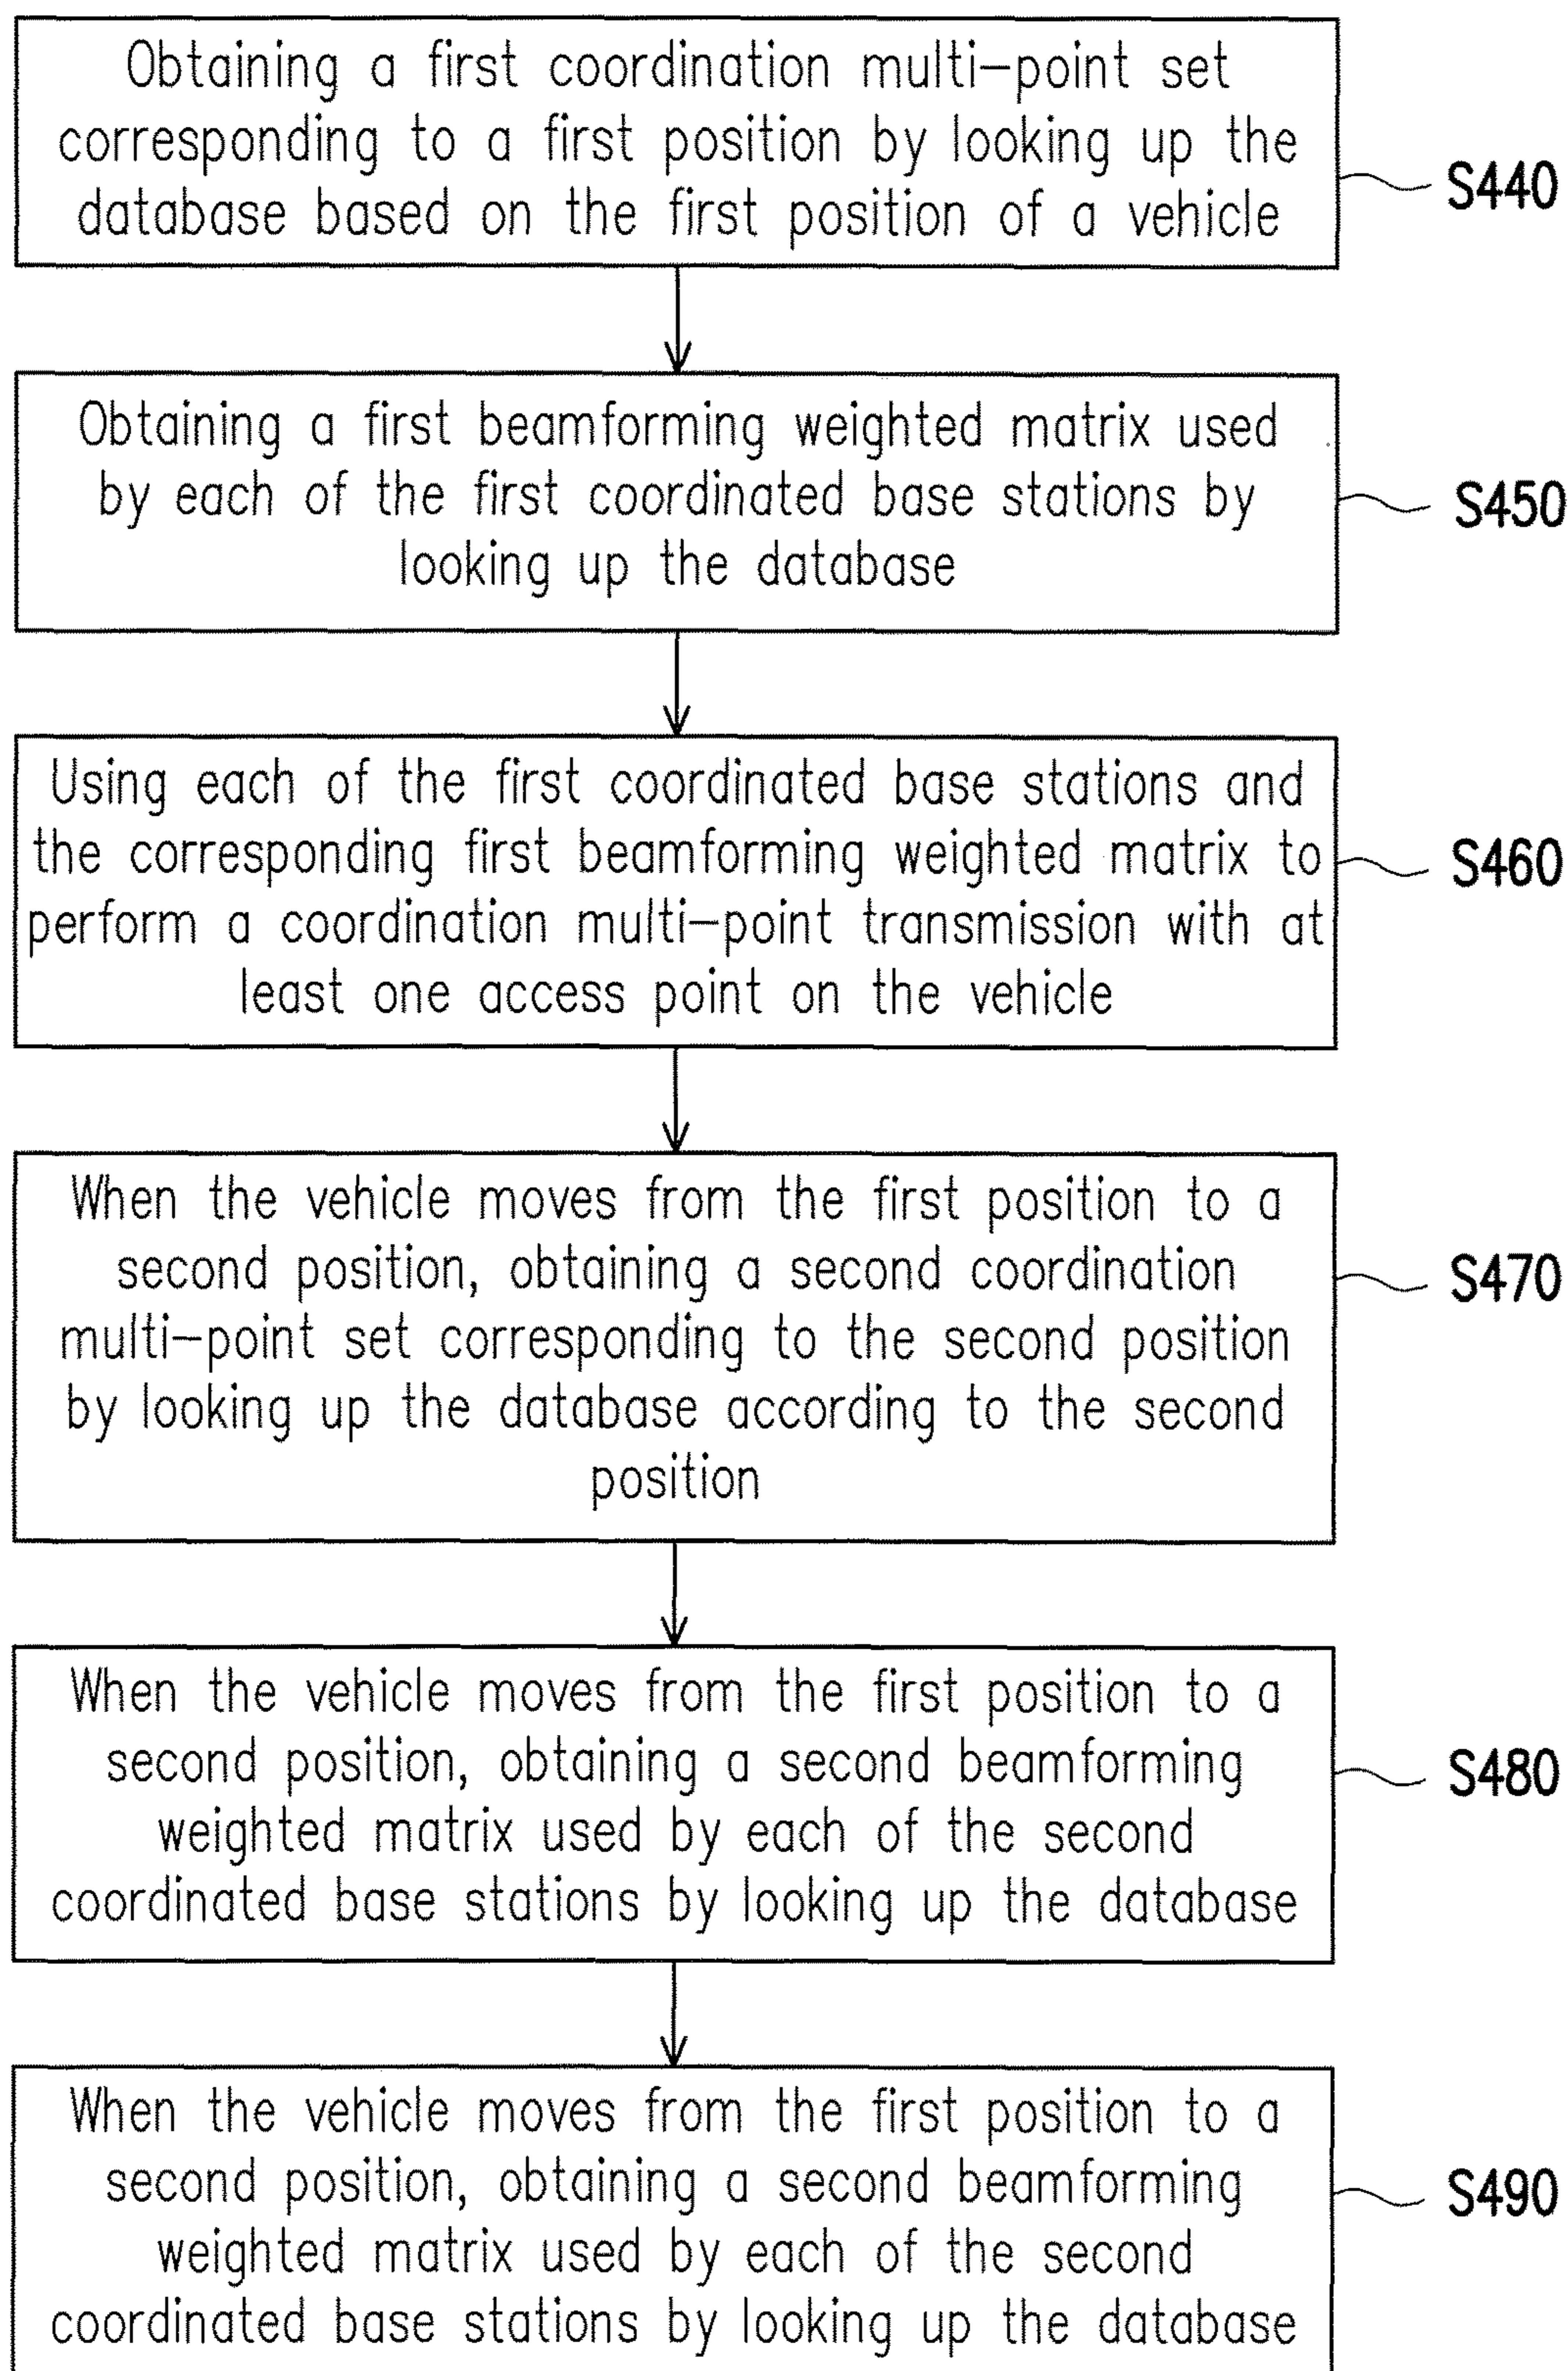 Obtaining a first coordination multi-point set
corresponding to a first position by looking up the
database based on the first position of a vehicle
S440
Obtaining a first beamforming weighted matrix used
by each of the first coordinated base stations by
looking up the database
S450
Using each of the first coordinated base stations and
the corresponding first beamforming weighted matrix to
perform a coordination multi-point transmission with at
least one access point on the vehicle
S460
When the vehicle moves from the first position to a
second position, obtaining a second coordination
multi-point set corresponding to the second position
by looking up the database according to the second
position
S470
When the vehicle moves from the first position to a
second position, obtaining a second beamforming
weighted matrix used by each of the second
coordinated base stations by looking up the database
S480
When the vehicle moves from the first position to a
second position, obtaining a second beamforming
weighted matrix used by each of the second
coordinated base stations by looking up the database
S490